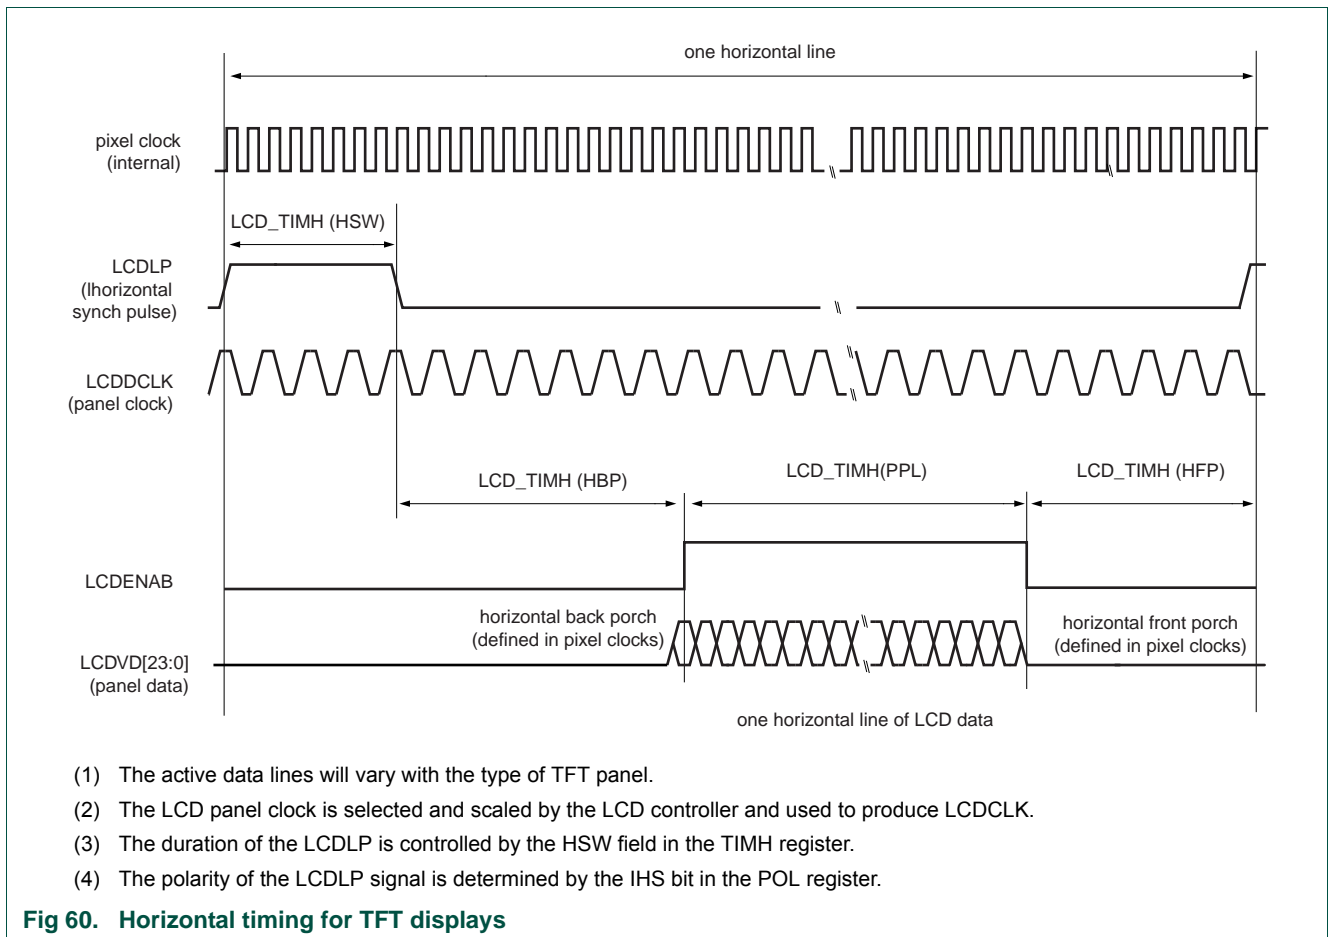 one horizontal line
pixel clock
(internal)
LCD_TIMH (HSW)
LCDLP
(lhorizontal
synch pulse)
LCDDCLK
(panel clock)
LCD_TIMH (HBP)
LCD_TIMH(PPL)
LCD_TIMH (HFP)
LCDENAB
horizontal back porch
(defined in pixel clocks)
horizontal front porch
(defined in pixel clocks)
LCDVD[23:0]
(panel data)
one horizontal line of LCD data
(1) The active data lines will vary with the type of TFT panel.
(2) The LCD panel clock is selected and scaled by the LCD controller and used to produce LCDCLK.
(3) The duration of the LCDLP is controlled by the HSW field in the TIMH register.
(4) The polarity of the LCDLP signal is determined by the IHS bit in the POL register.
Fig 60. Horizontal timing for TFT displays